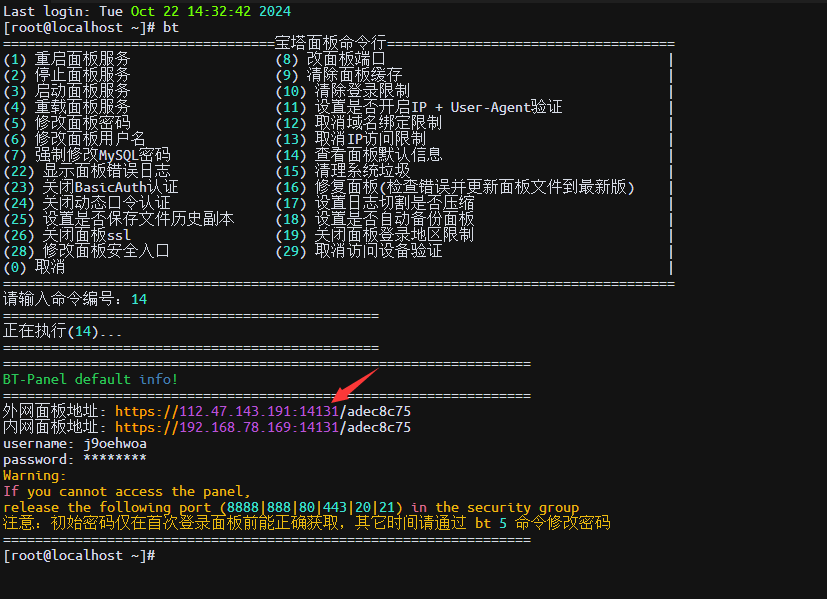 Last login: Tue Oct 22 14:32:42 2024
[root@localhost ~]# bt
==================================宝塔面板命令行====================================
(1) 重启面板服务 (8) 改面板端口 |
(2) 停止面板服务 (9) 清除面板缓存 |
(3) 启动面板服务 (10) 清除登录限制 |
(4) 重载面板服务 (11) 设置是否开启IP + User-Agent验证 |
(5) 修改面板密码 (12) 取消域名绑定限制 |
(6) 修改面板用户名 (13) 取消IP访问限制 |
(7) 强制修改MySQL密码 (14) 查看面板默认信息 |
(22) 显示面板错误日志 (15) 清理系统垃圾 |
(23) 关闭BasicAuth认证 (16) 修复面板(检查错误并更新面板文件到最新版) |
(24) 关闭动态口令认证 (17) 设置日志切割是否压缩 |
(25) 设置是否保存文件历史副本 (18) 设置是否自动备份面板 |
(26) 关闭面板ssl (19) 关闭面板登录地区限制 |
(28) 修改面板安全入口 (29) 取消访问设备验证 |
(0) 取消 |
====================================================================================
请输入命令编号：14
===============================================
正在执行(14)...
===============================================
==================================================================
BT-Panel default info!
==================================================================
外网面板地址: https://112.47.143.191:14131/adec8c75
内网面板地址: https://192.168.78.169:14131/adec8c75
username: j9oehwoa
password: ********
Warning:
If you cannot access the panel,
release the following port (8888|888|80|443|20|21) in the security group
注意：初始密码仅在首次登录面板前能正确获取，其它时间请通过 bt 5 命令修改密码
==================================================================
[root@localhost ~]#